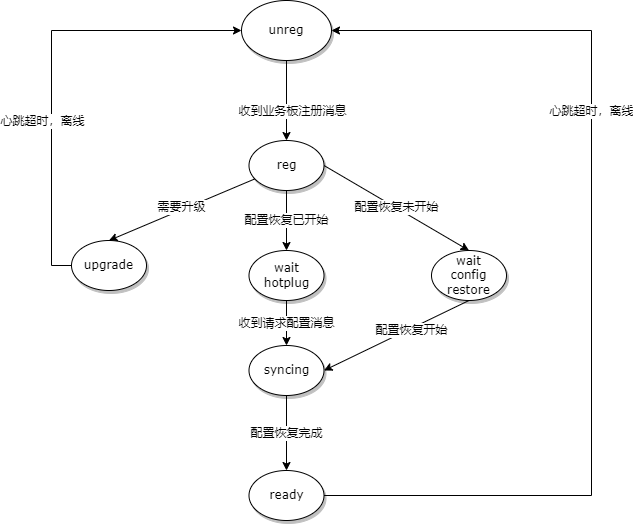 unreg
收到业务板注册消息
心跳超时，离线
心跳超时，离线
reg
需要升级
配置恢复已开始
配置恢复未开始
upgrade
wait
hotplug
wait
config
restore
收到请求配置消息
配置恢复开始
syncing
配置恢复完成
ready